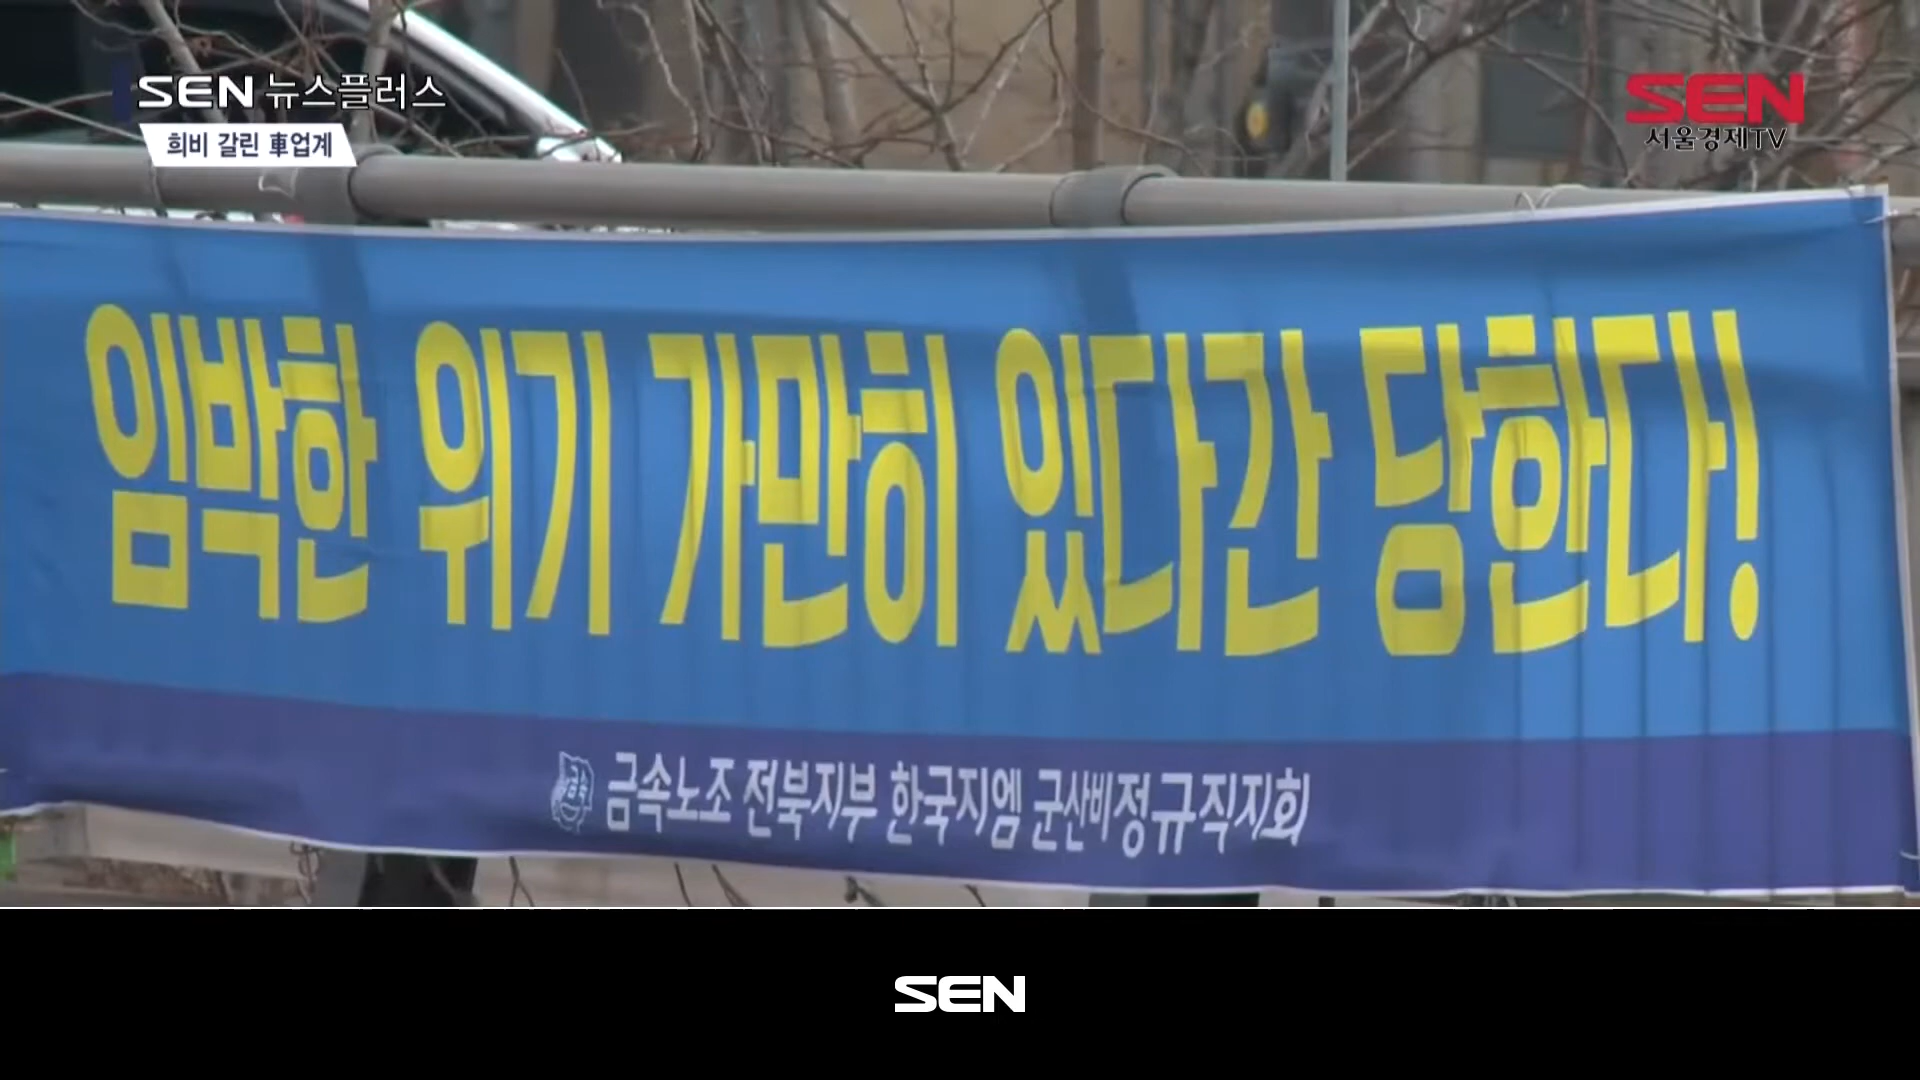 SEN 뉴스플러스
희비 갈린 車업계
SEN
서울경제TV
임박한 위기 가만히 있다간 당한다!
금속노조 전북지부 한국지엠 군산비정규직지회
SEN